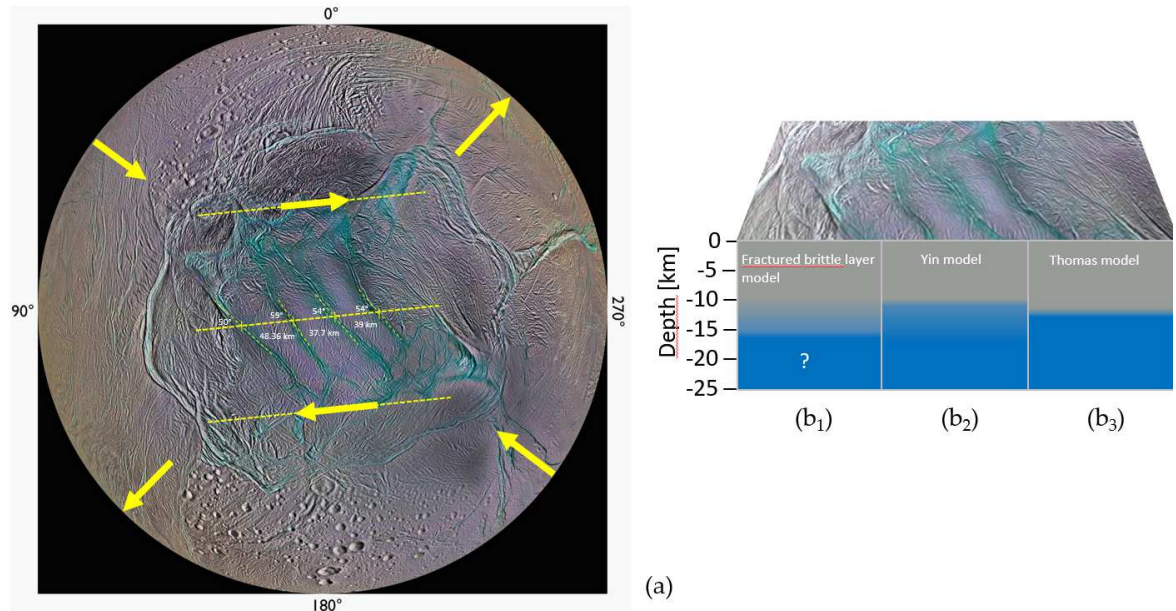 0°
90°
270°
180°
50°
59°
54°
54°
48.36 km
37.7 km
39 km
(a)
Depth [km]
0
-5
-10
-15
-20
-25
Fractured brittle layer
model
Yin model
Thomas model
?
(b₁)
(b₂)
(b₃)